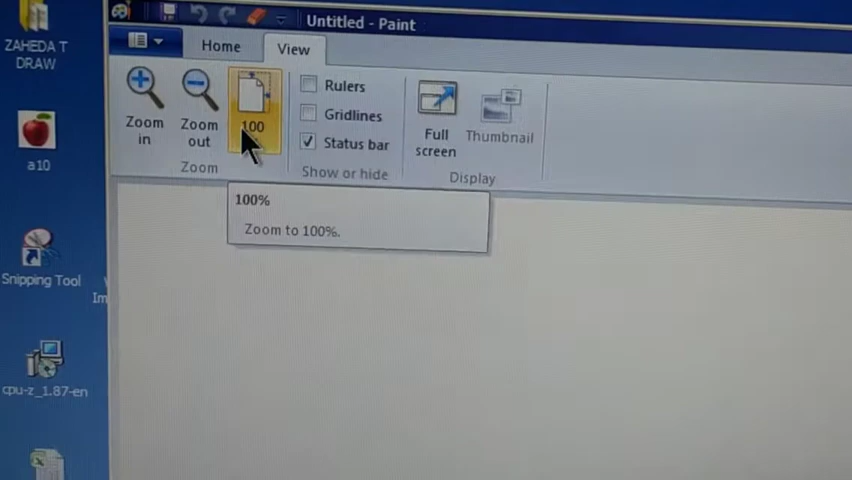 ZAHEDA T
DRAW
Untitled - Paint
Home
View
Zoom
in
Zoom
out
100
Rulers
Gridlines
Status bar
Full
screen
Thumbnail
Zoom
Show or hide
Display
100%
Zoom to 100%.
a10
Snipping Tool
Im
cpu-z_1.87-en